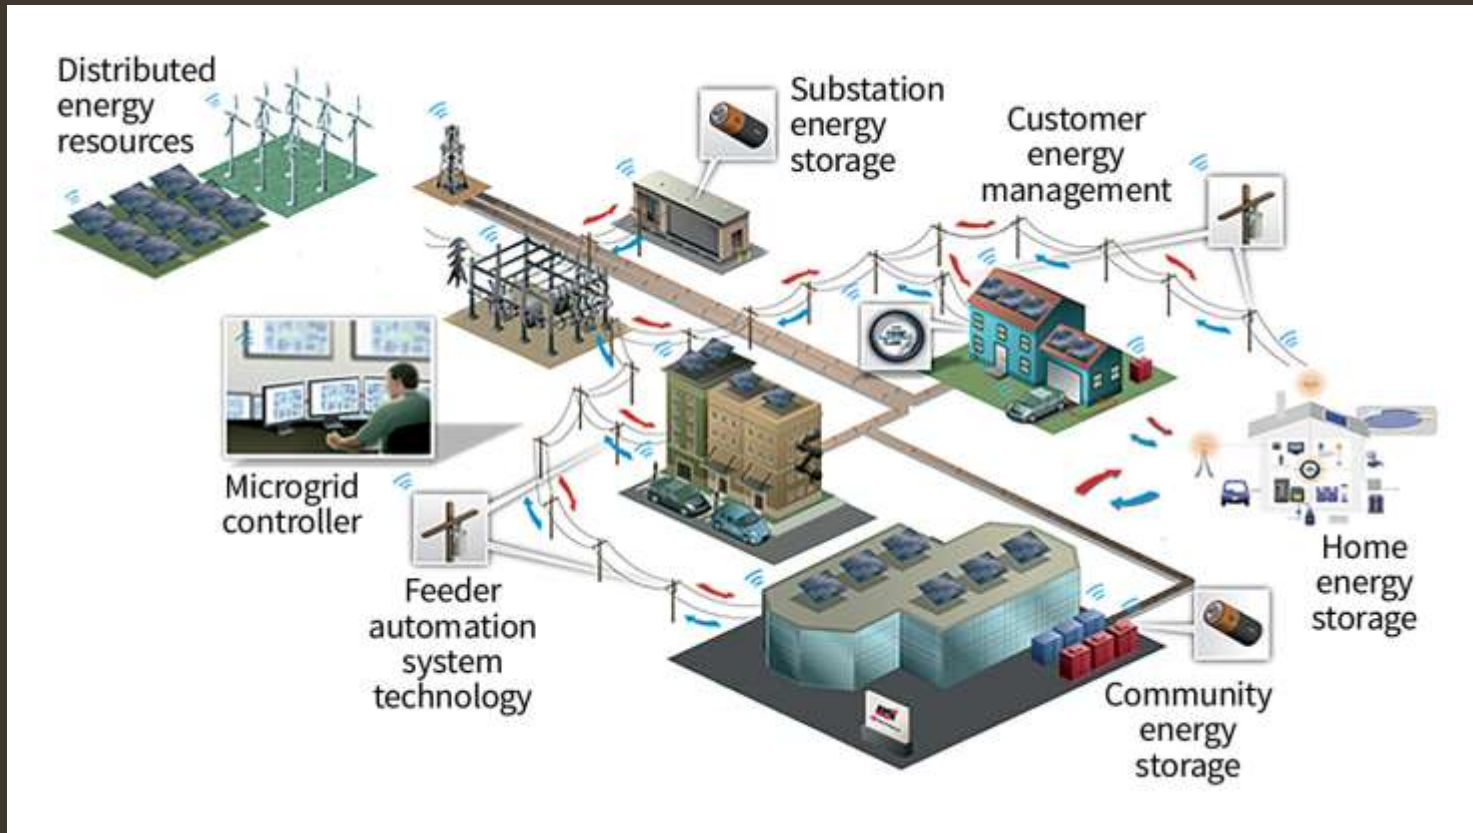 Distributed
energy
resources
Substation
energy
storage
Customer
energy
management
Microgrid
controller
Feeder
automation
system
technology
Home
energy
storage
Community
energy
storage